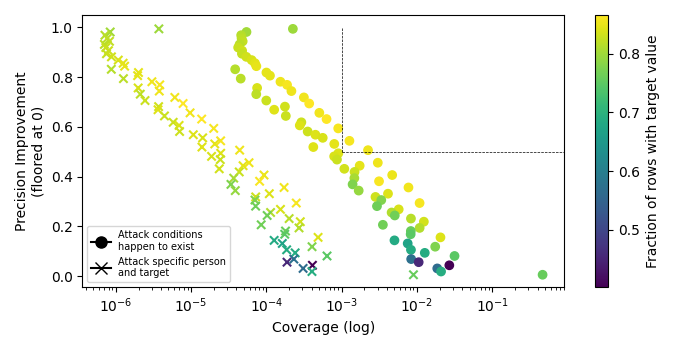 1.0
0.8
0.6
0.4
0.2
0.0
Precision Improvement
(floored at 0)
Attack conditions
happen to exist
Attack specific person
and target
10⁻⁶
10⁻⁵
10⁻⁴
10⁻³
10⁻²
10⁻¹
Coverage (log)
0.8
0.7
0.6
0.5
Fraction of rows with target value